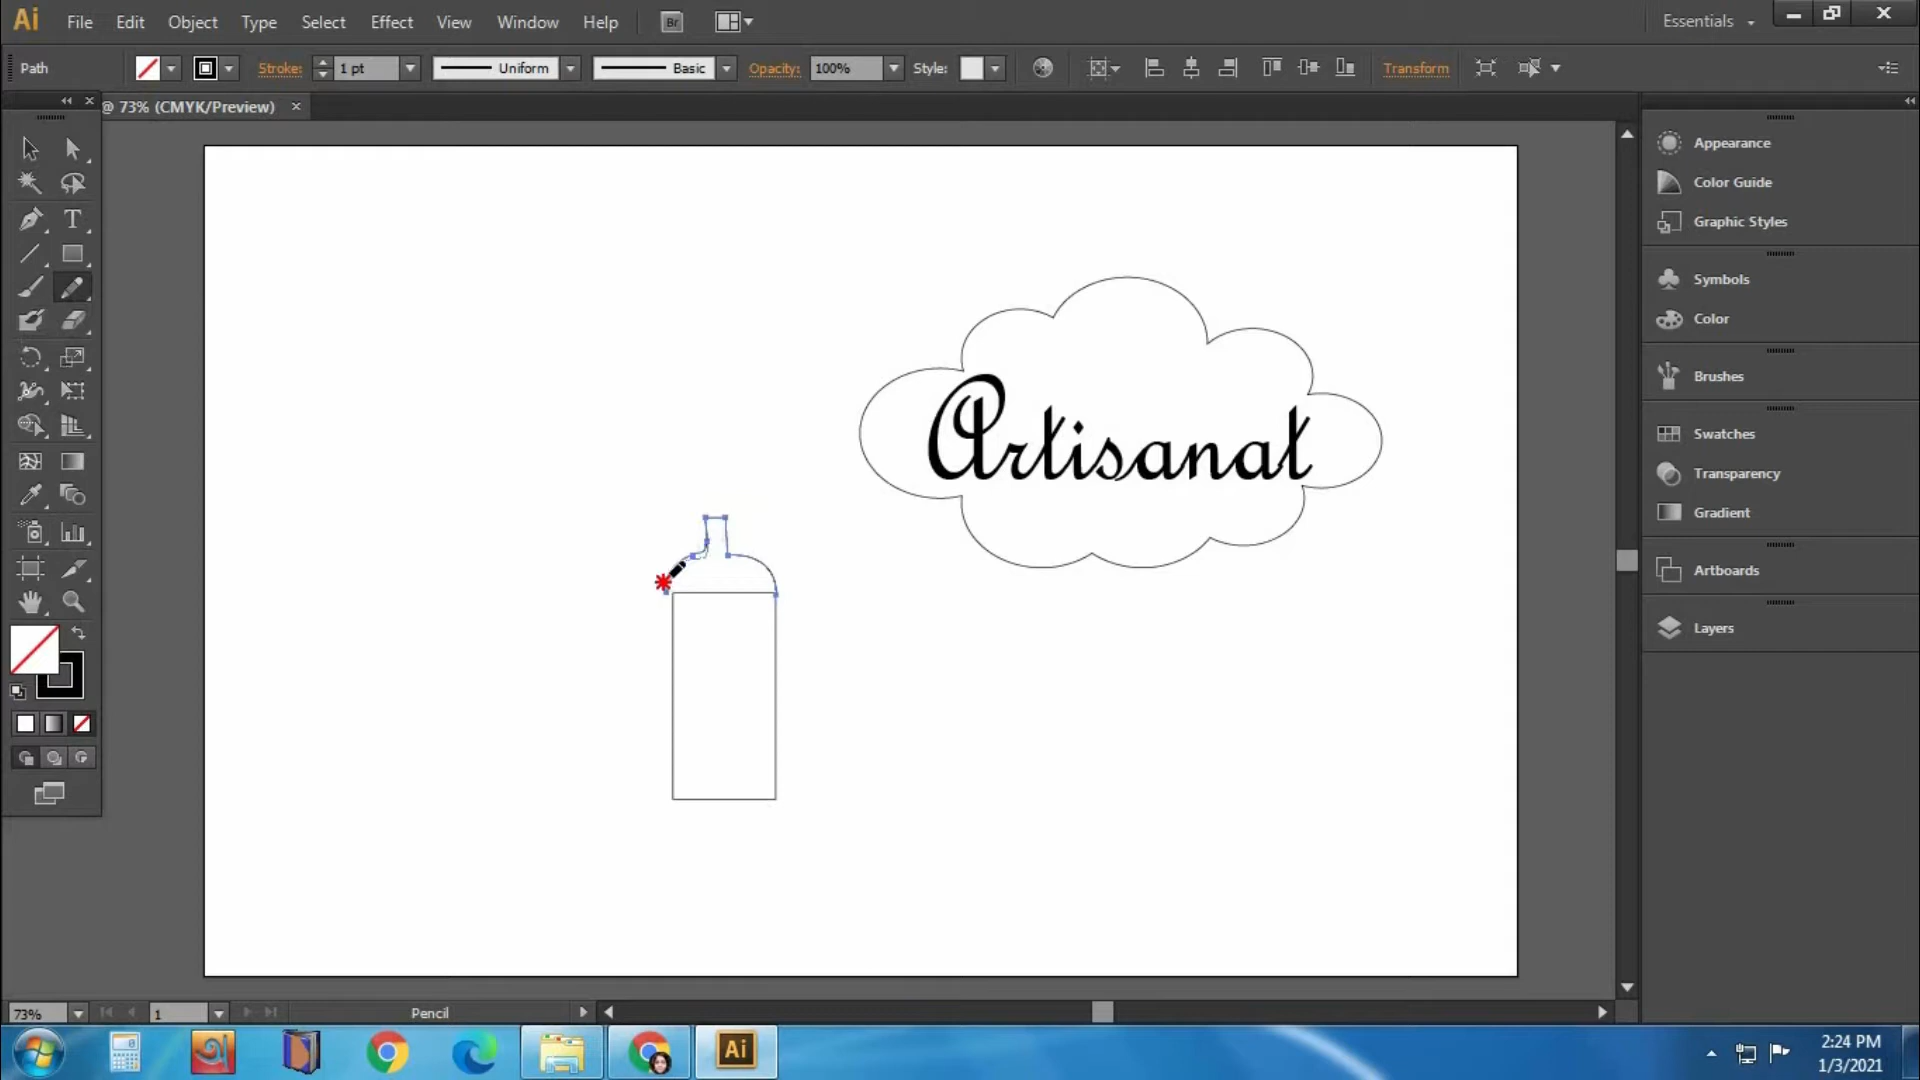 Ai File Edit Object Type Select Effect View Window Help Br Essentials
Path Stroke: 1 pt Uniform Basic Opacity: 100% Style: Transform
@ 73% (CMYK/Preview)
Appearance
Color Guide
Graphic Styles
Symbols
Color
Brushes
Swatches
Transparency
Gradient
Artboards
Layers
Artisanat
73% 1 Pencil
Ai
2:24 PM
1/3/2021